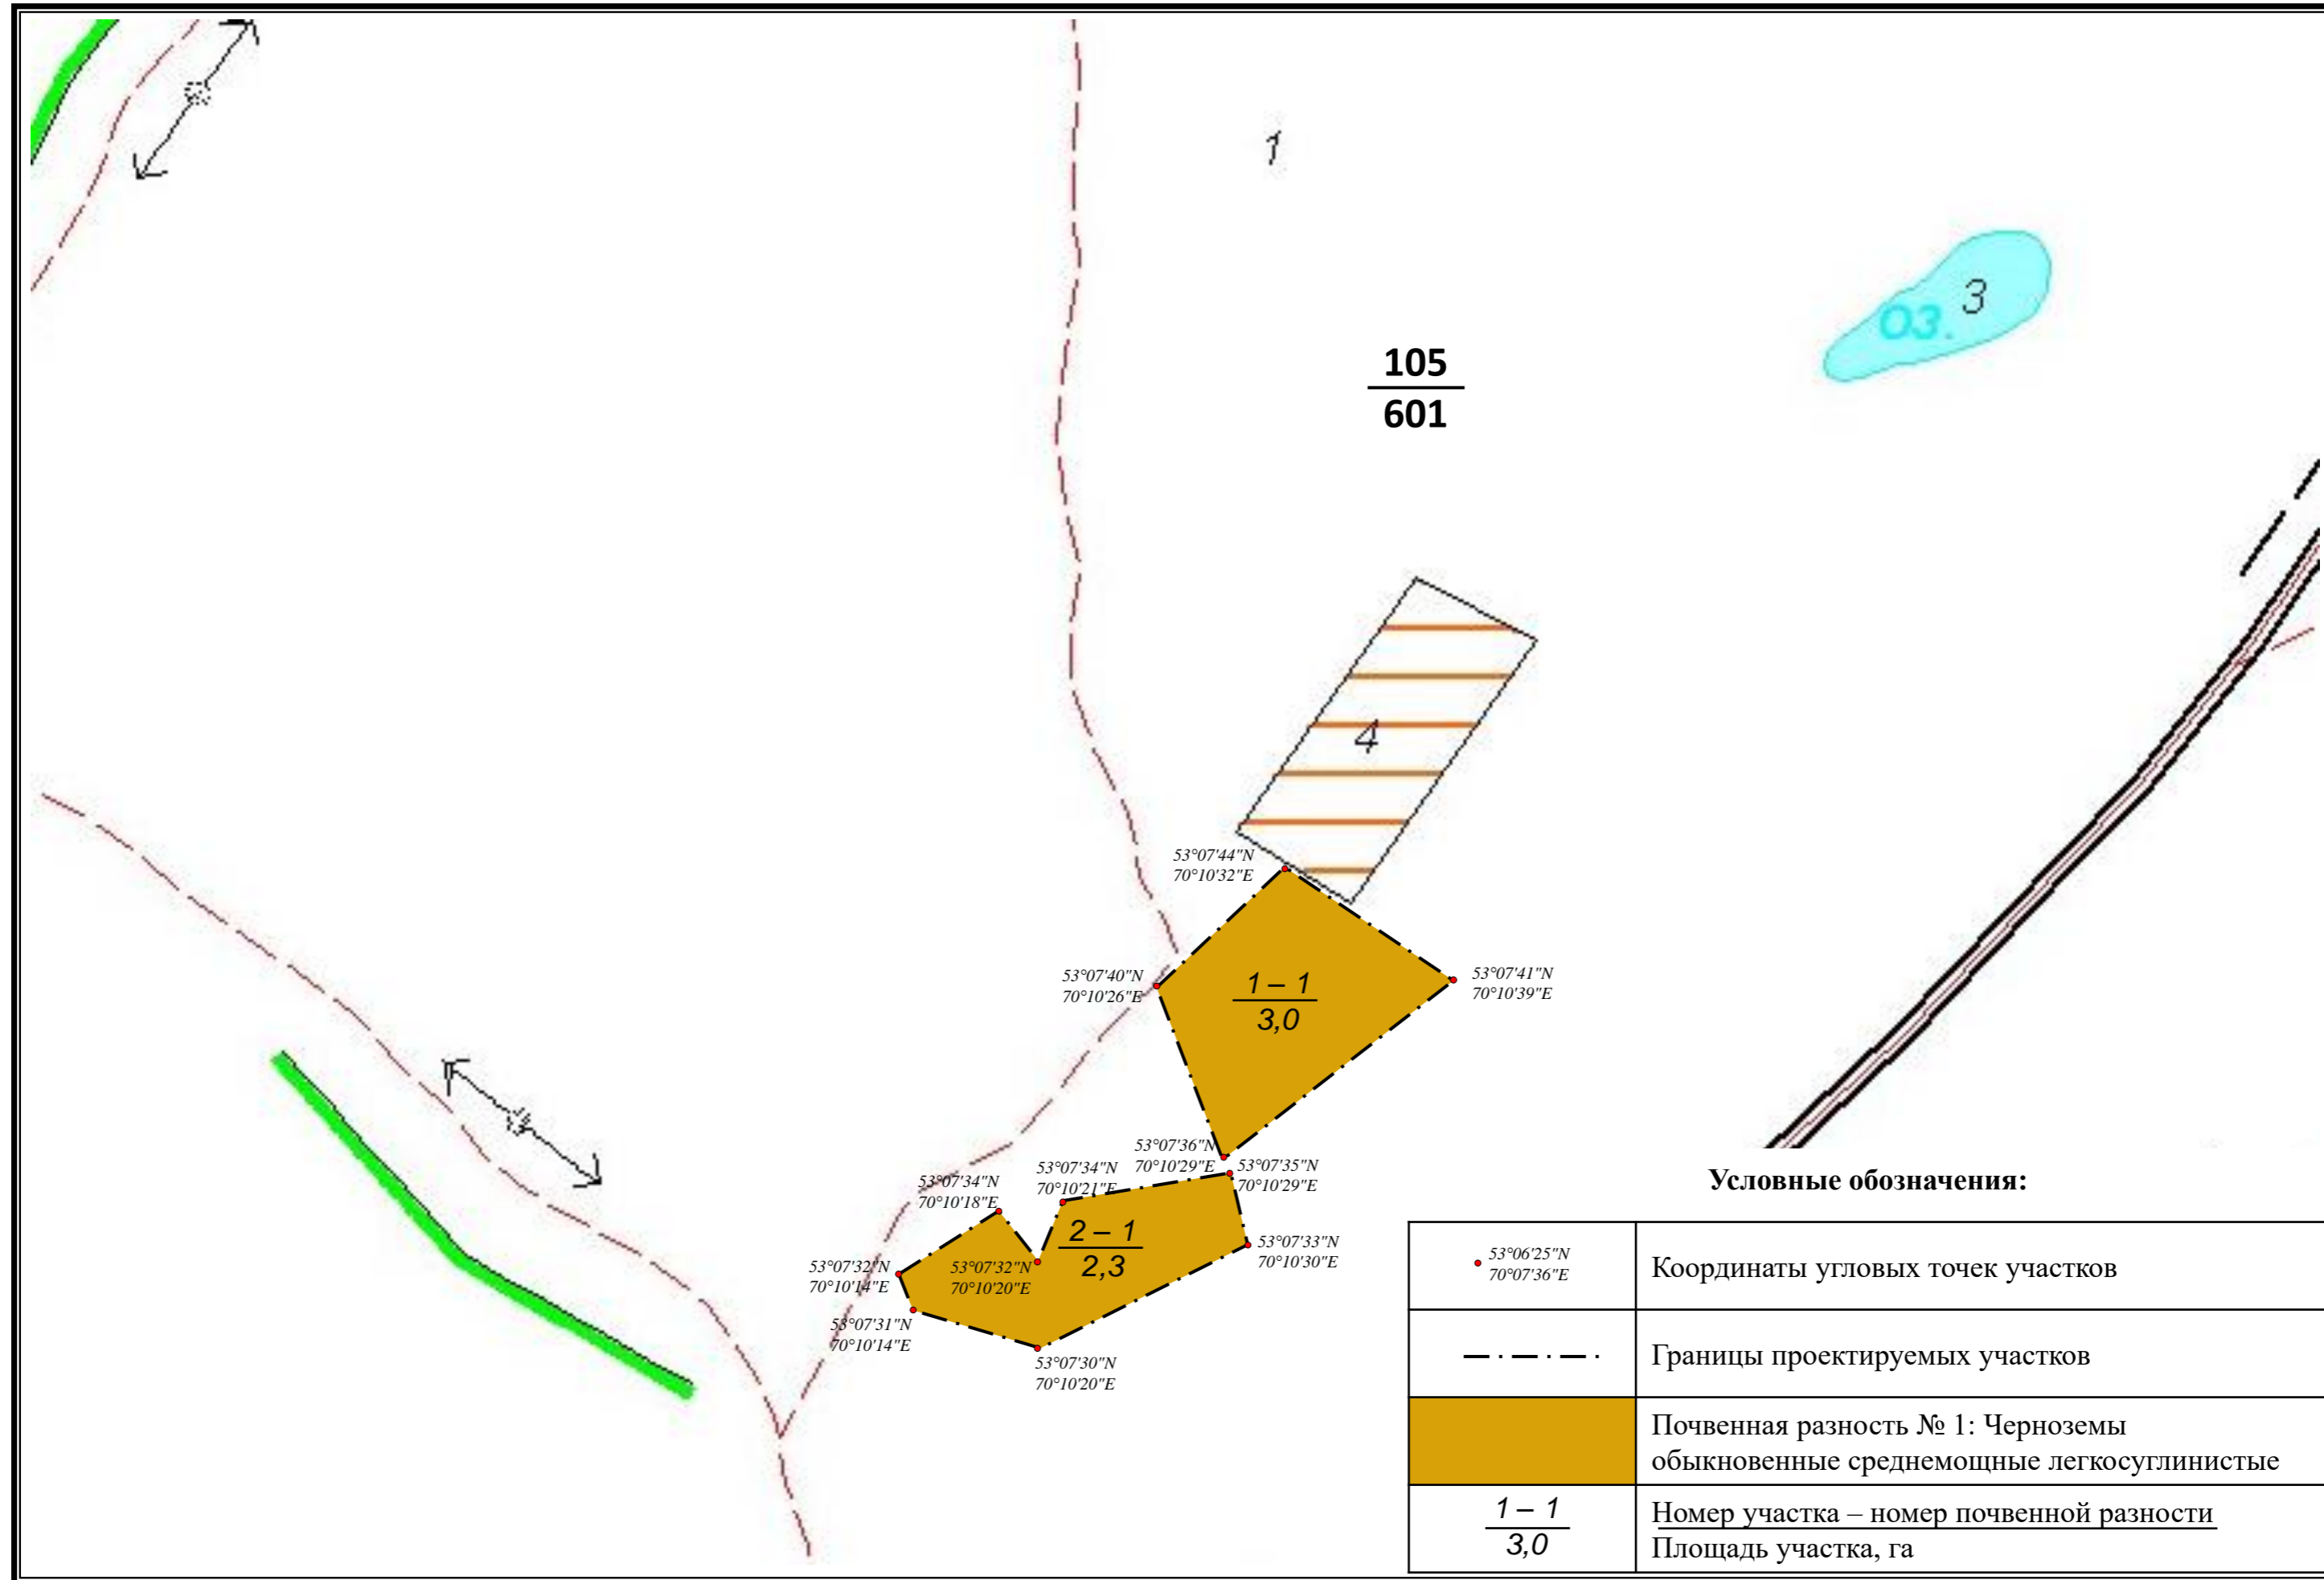 1
3
ОЗ.
105
601
4
53°07'44"N
70°10'32"E
53°07'40"N
70°10'26"E
1 – 1
3,0
53°07'41"N
70°10'39"E
53°07'36"N
70°10'29"E
53°07'35"N
70°10'29"E
53°07'34"N
70°10'21"E
53°07'34"N
70°10'18"E
2 – 1
2,3
53°07'33"N
70°10'30"E
53°07'32"N
70°10'14"E
53°07'32"N
70°10'20"E
53°07'31"N
70°10'14"E
53°07'30"N
70°10'20"E
Условные обозначения:
53°06'25"N
70°07'36"E
Координаты угловых точек участков
Границы проектируемых участков
Почвенная разность № 1: Черноземы
обыкновенные среднемощные легкосуглинистые
1 – 1
3,0
Номер участка – номер почвенной разности
Площадь участка, га